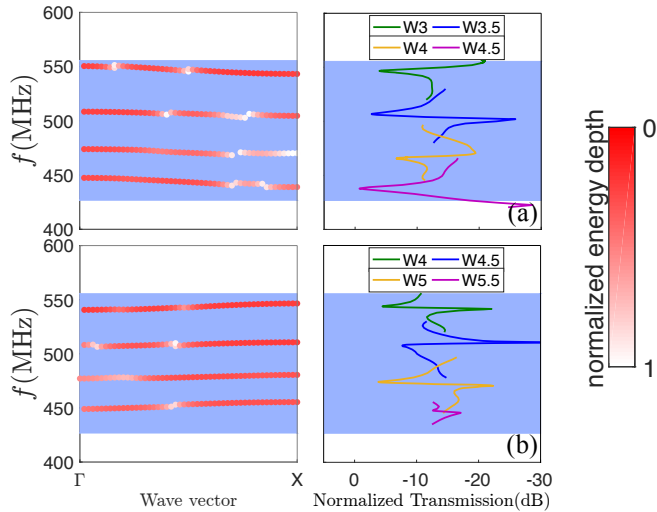 600
550
500
450
400
f(MHz)
W3 W3.5
W4 W4.5
(a)
600
550
500
450
400
f(MHz)
Γ X
Wave vector
W4 W4.5
W5 W5.5
(b)
0 -10 -20 -30
Normalized Transmission(dB)
0
normalized energy depth
1